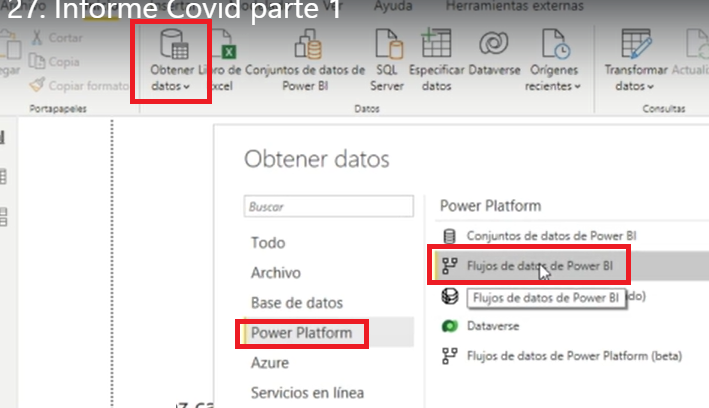 27. Informe Covid parte 1
Ayuda
Herramientas externas
Cortar
Copia
Copiar formato
Portapapeles
Obtener
datos
Libro de
Excel
Conjuntos de datos de
Power BI
SQL
Server
Especificar
datos
Dataverse
Orígenes
recientes
Datos
Transformar
datos
Consultas
Obtener datos
Buscar
Todo
Archivo
Base de datos
Power Platform
Azure
Servicios en línea
Power Platform
Conjuntos de datos de Power BI
Flujos de datos de Power BI
Flujos de datos de Power BI
Dataverse
Flujos de datos de Power Platform (beta)